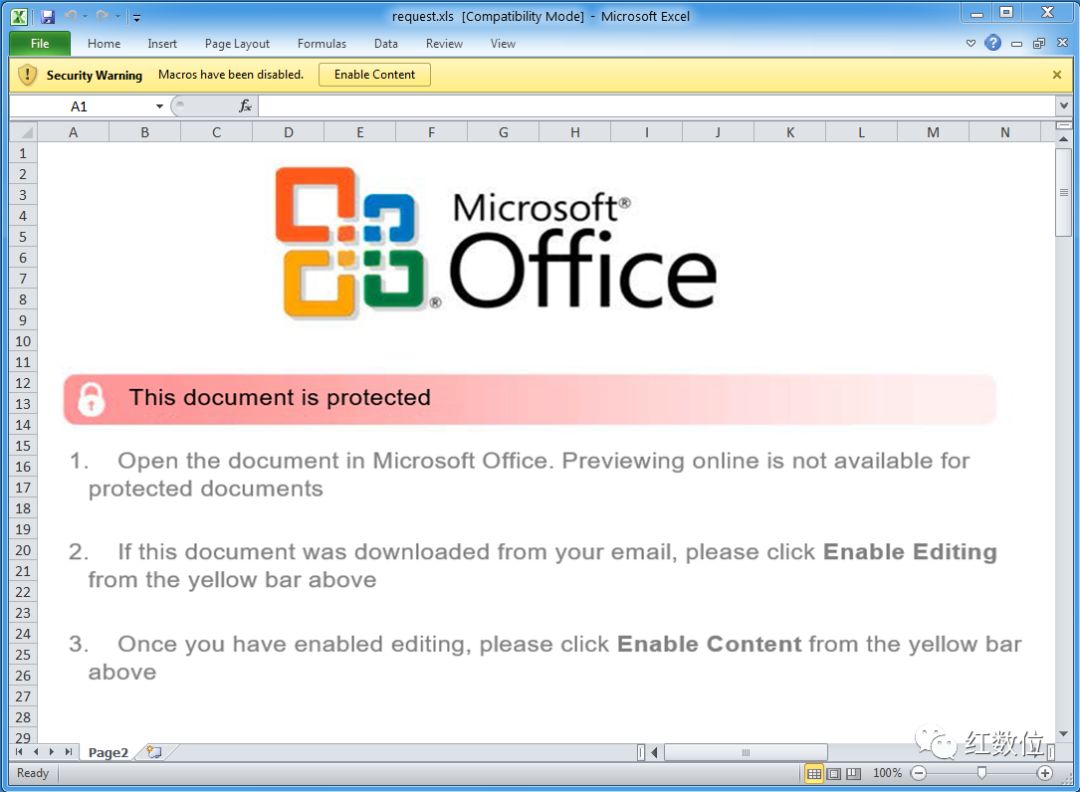 request.xls [Compatibility Mode] - Microsoft Excel
File Home Insert Page Layout Formulas Data Review View
Security Warning Macros have been disabled. Enable Content
A1 fx
A B C D E F G H I J K L M N
1
2
3
4
5
6
7
8
9
10
11
12
13
14
15
16
17
18
19
20
21
22
23
24
25
26
27
28
29
Microsoft®
Office
®
This document is protected
1. Open the document in Microsoft Office. Previewing online is not available for
protected documents
2. If this document was downloaded from your email, please click Enable Editing
from the yellow bar above
3. Once you have enabled editing, please click Enable Content from the yellow bar
above
Page2
红数位
Ready 100%